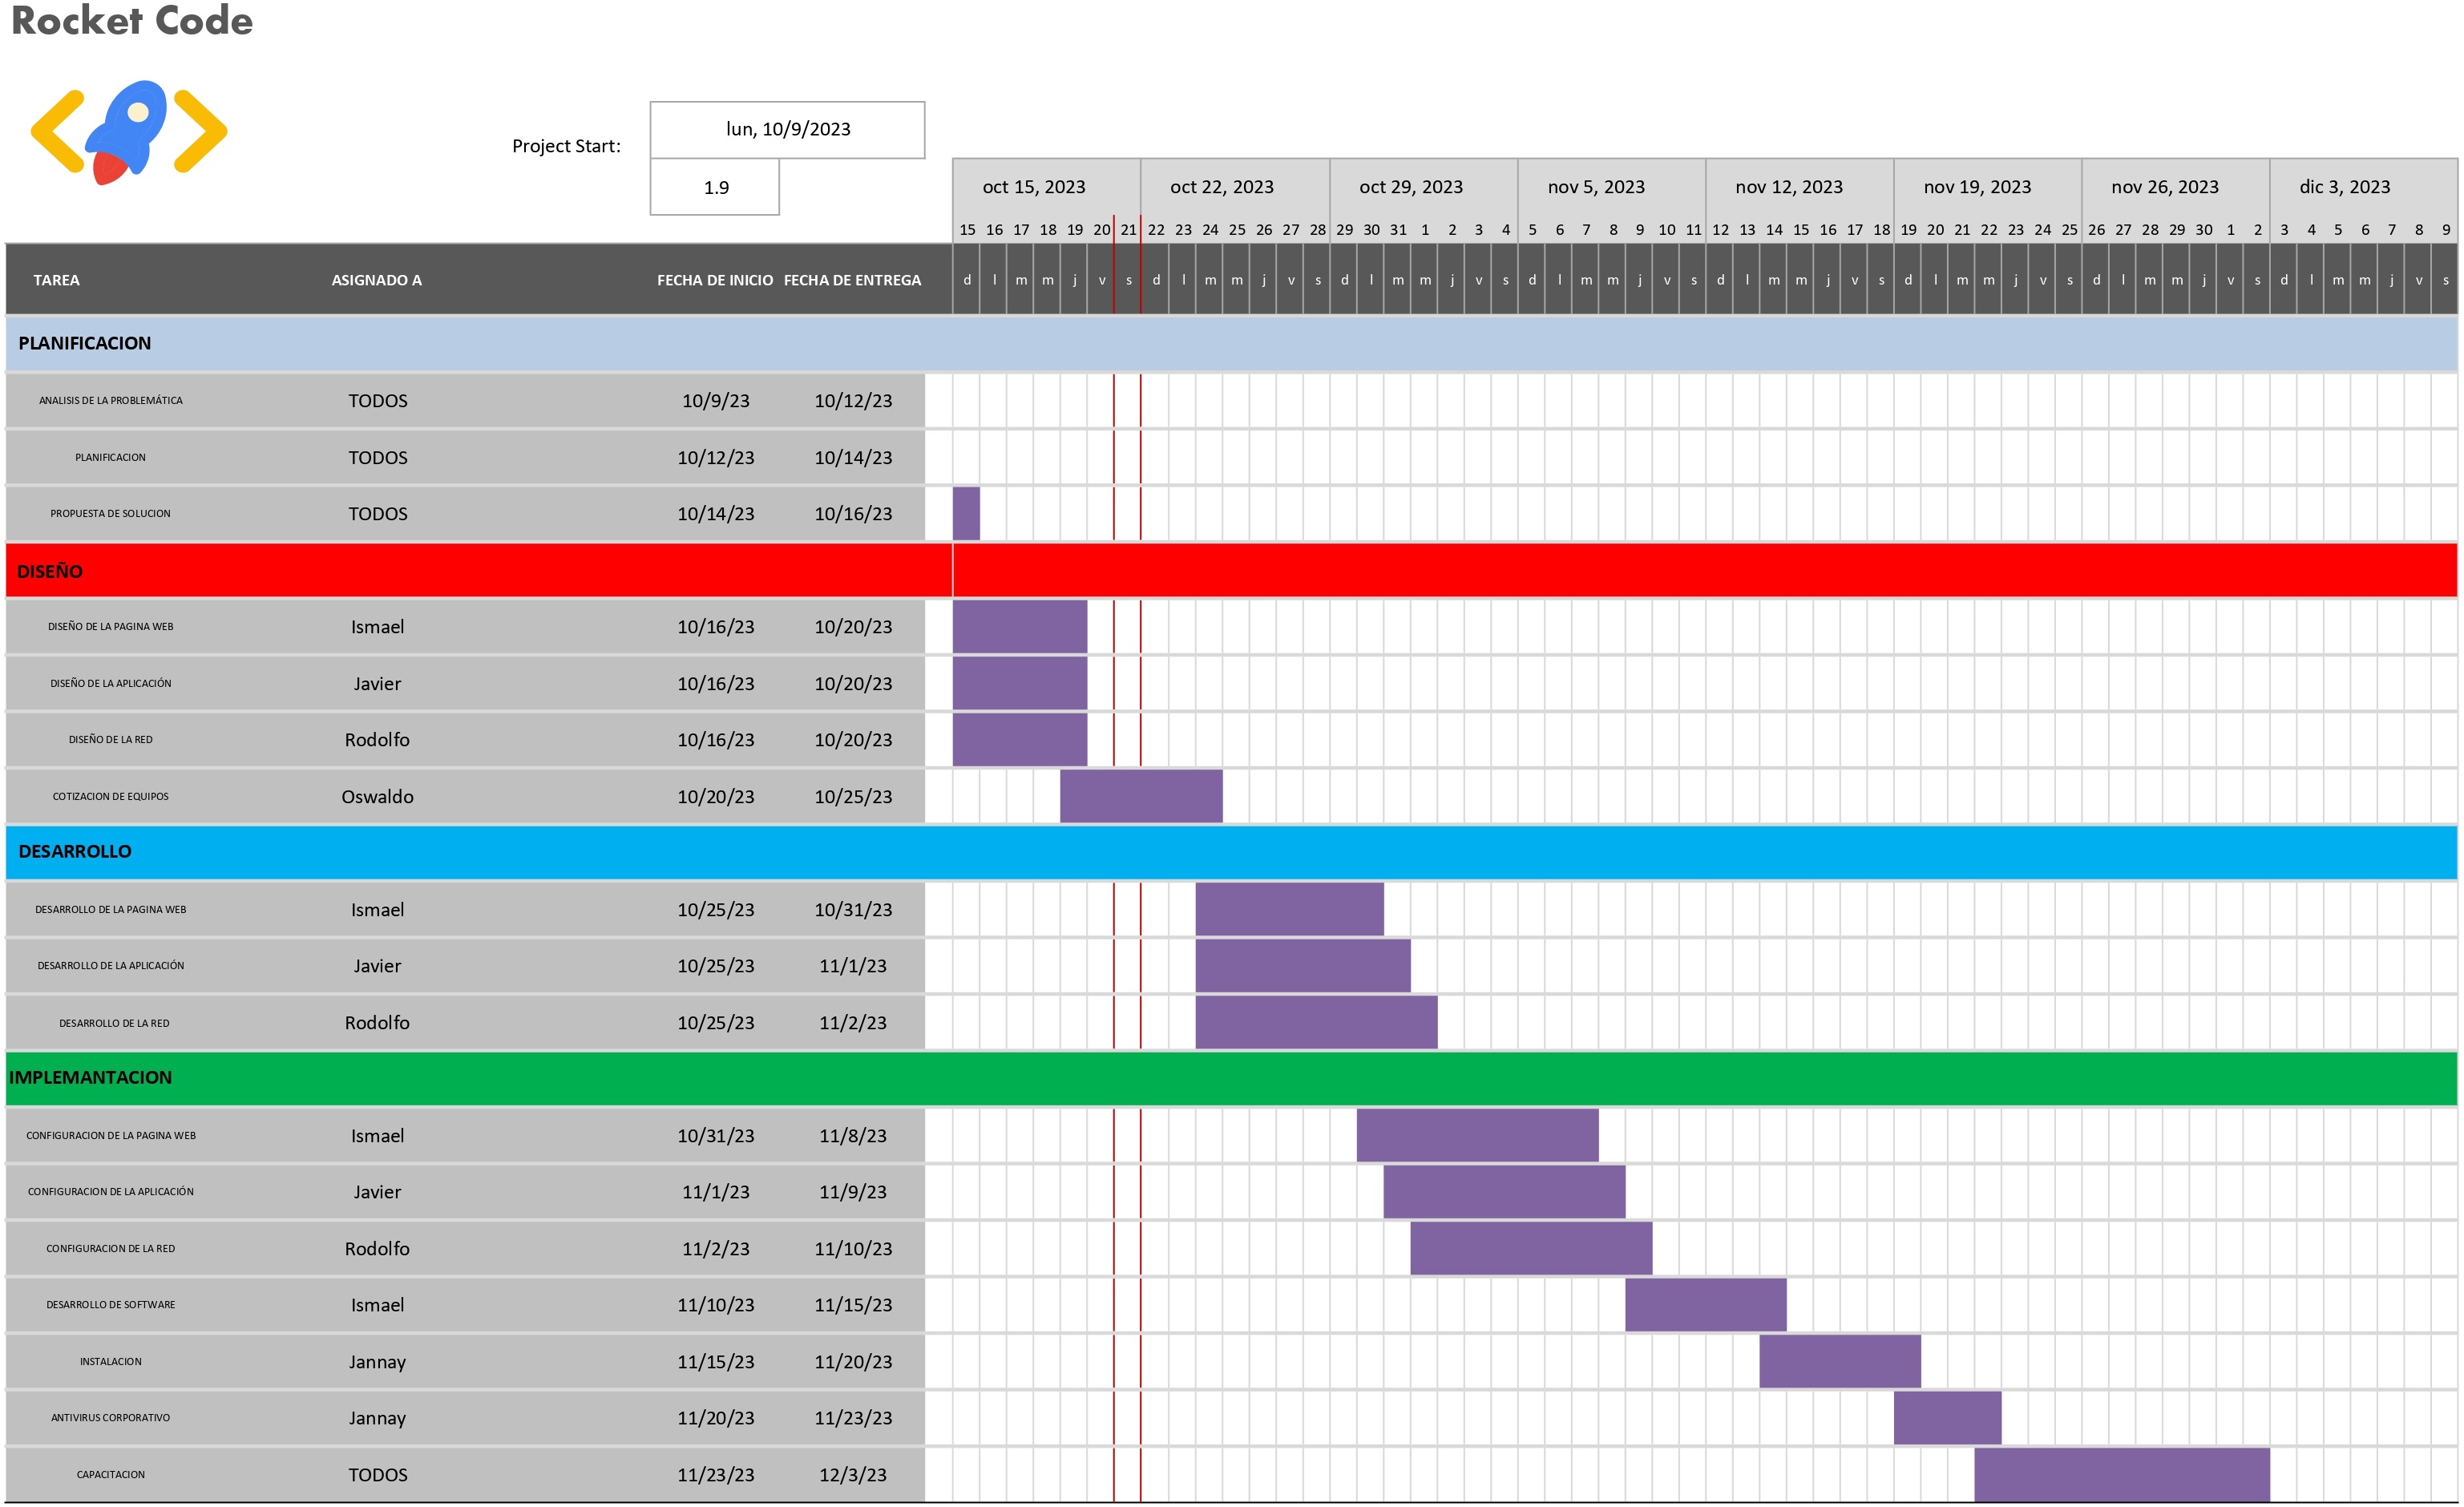 Rocket Code
Project Start:
lun, 10/9/2023
1.9
oct 15, 2023 oct 22, 2023 oct 29, 2023 nov 5, 2023 nov 12, 2023 nov 19, 2023 nov 26, 2023 dic 3, 2023
15 16 17 18 19 20 21 22 23 24 25 26 27 28 29 30 31 1 2 3 4 5 6 7 8 9 10 11 12 13 14 15 16 17 18 19 20 21 22 23 24 25 26 27 28 29 30 1 2 3 4 5 6 7 8 9
TAREA ASIGNADO A FECHA DE INICIO FECHA DE ENTREGA d l m m j v s d l m m j v s d l m m j v s d l m m j v s d l m m j v s d l m m j v s d l m m j v s d l m m j v s
PLANIFICACION
ANALISIS DE LA PROBLEMÁTICA TODOS 10/9/23 10/12/23
PLANIFICACION TODOS 10/12/23 10/14/23
PROPUESTA DE SOLUCION TODOS 10/14/23 10/16/23
DISEÑO
DISEÑO DE LA PAGINA WEB Ismael 10/16/23 10/20/23
DISEÑO DE LA APLICACIÓN Javier 10/16/23 10/20/23
DISEÑO DE LA RED Rodolfo 10/16/23 10/20/23
COTIZACION DE EQUIPOS Oswaldo 10/20/23 10/25/23
DESARROLLO
DESARROLLO DE LA PAGINA WEB Ismael 10/25/23 10/31/23
DESARROLLO DE LA APLICACIÓN Javier 10/25/23 11/1/23
DESARROLLO DE LA RED Rodolfo 10/25/23 11/2/23
IMPLEMANTACION
CONFIGURACION DE LA PAGINA WEB Ismael 10/31/23 11/8/23
CONFIGURACION DE LA APLICACIÓN Javier 11/1/23 11/9/23
CONFIGURACION DE LA RED Rodolfo 11/2/23 11/10/23
DESARROLLO DE SOFTWARE Ismael 11/10/23 11/15/23
INSTALACION Jannay 11/15/23 11/20/23
ANTIVIRUS CORPORATIVO Jannay 11/20/23 11/23/23
CAPACITACION TODOS 11/23/23 12/3/23